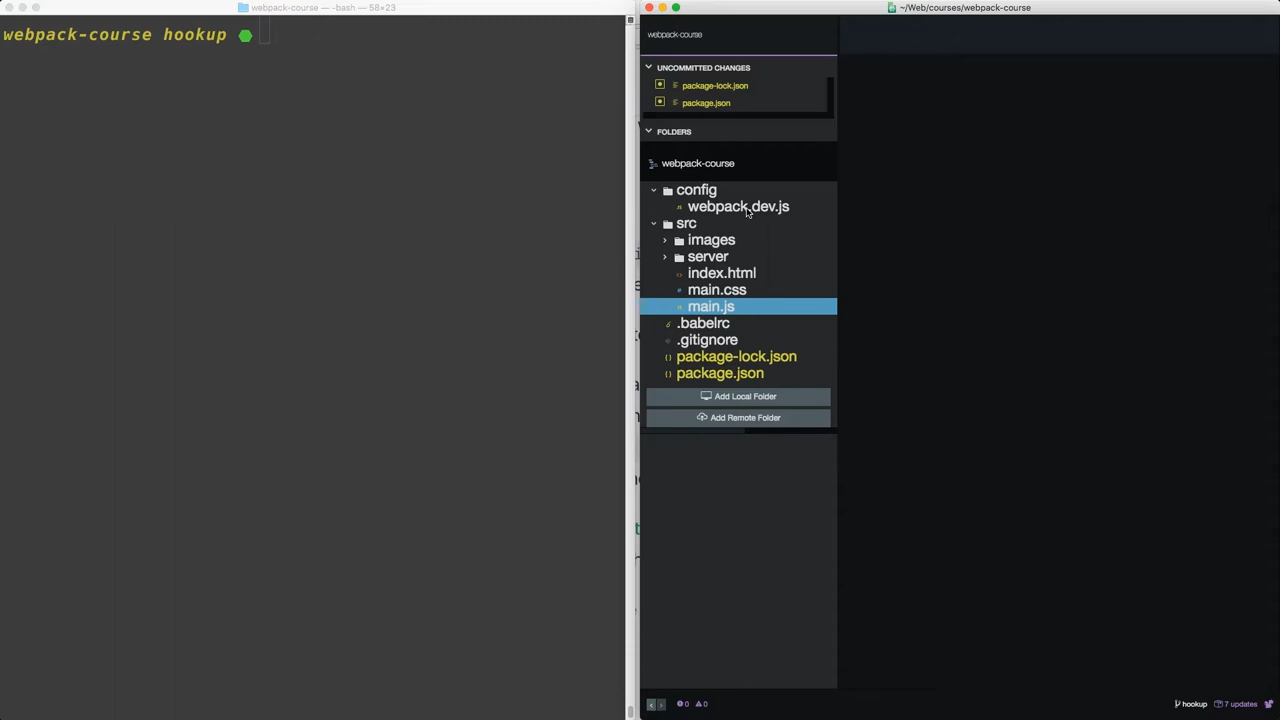 webpack-course — -bash — 58×23
webpack-course hookup
~/Web/courses/webpack-course
webpack-course
UNCOMMITTED CHANGES
package-lock.json
package.json
FOLDERS
webpack-course
config
webpack.dev.js
src
images
server
index.html
main.css
main.js
.babelrc
.gitignore
package-lock.json
package.json
Add Local Folder
Add Remote Folder
0 0
hookup 7 updates